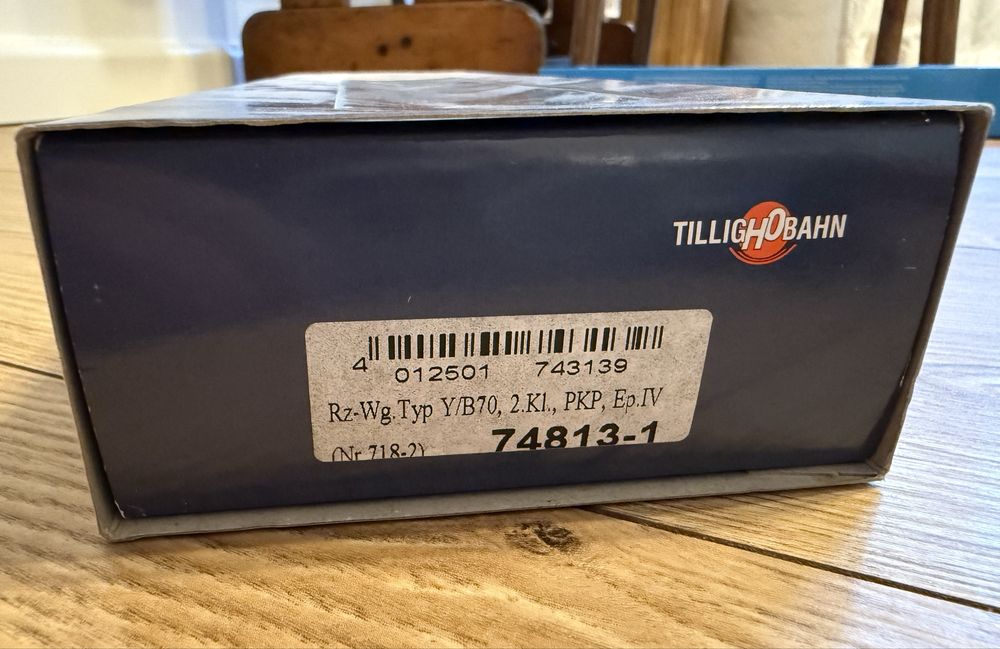 TILLIG HO BAHN
4 012501 743139
Rz-Wg.Typ Y/B70, 2.Kl., PKP, Ep.IV
(Nr 718-2) 74813-1